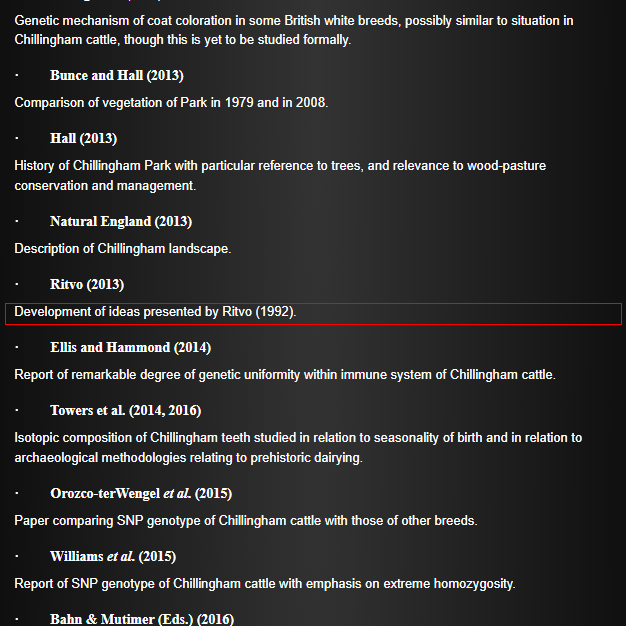 Genetic mechanism of coat coloration in some British white breeds, possibly similar to situation in
Chillingham cattle, though this is yet to be studied formally.
· Bunce and Hall (2013)
Comparison of vegetation of Park in 1979 and in 2008.
· Hall (2013)
History of Chillingham Park with particular reference to trees, and relevance to wood-pasture
conservation and management.
· Natural England (2013)
Description of Chillingham landscape.
· Ritvo (2013)
Development of ideas presented by Ritvo (1992).
· Ellis and Hammond (2014)
Report of remarkable degree of genetic uniformity within immune system of Chillingham cattle.
· Towers et al. (2014, 2016)
Isotopic composition of Chillingham teeth studied in relation to seasonality of birth and in relation to
archaeological methodologies relating to prehistoric dairying.
· Orozco-terWengel et al. (2015)
Paper comparing SNP genotype of Chillingham cattle with those of other breeds.
· Williams et al. (2015)
Report of SNP genotype of Chillingham cattle with emphasis on extreme homozygosity.
· Bahn & Mutimer (Eds.) (2016)